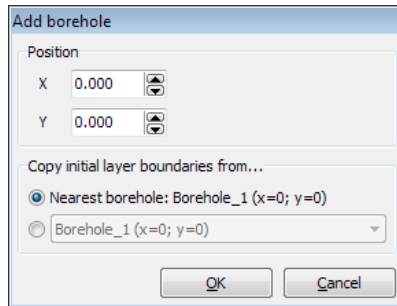 Add borehole
Position
X 0.000
Y 0.000
Copy initial layer boundaries from...
Nearest borehole: Borehole_1 (x=0; y=0)
Borehole_1 (x=0; y=0)
OK Cancel